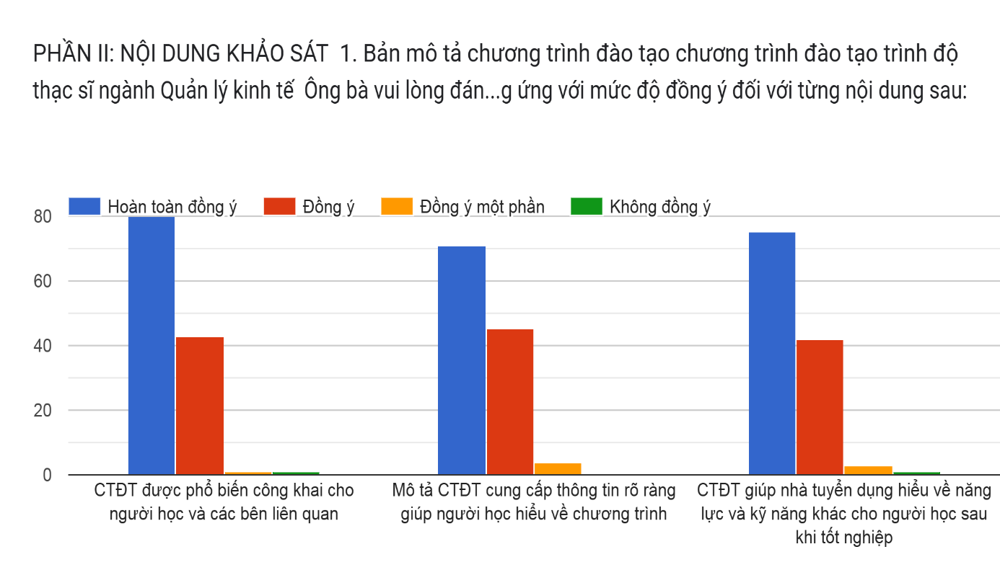 PHẦN II: NỘI DUNG KHẢO SÁT  1. Bản mô tả chương trình đào tạo chương trình đào tạo trình độ
thạc sĩ ngành Quản lý kinh tế  Ông bà vui lòng đán...g ứng với mức độ đồng ý đối với từng nội dung sau:
Hoàn toàn đồng ý
Đồng ý
Đồng ý một phần
Không đồng ý
80
60
40
20
0
CTĐT được phổ biến công khai cho
người học và các bên liên quan
Mô tả CTĐT cung cấp thông tin rõ ràng
giúp người học hiểu về chương trình
CTĐT giúp nhà tuyển dụng hiểu về năng
lực và kỹ năng khác cho người học sau
khi tốt nghiệp